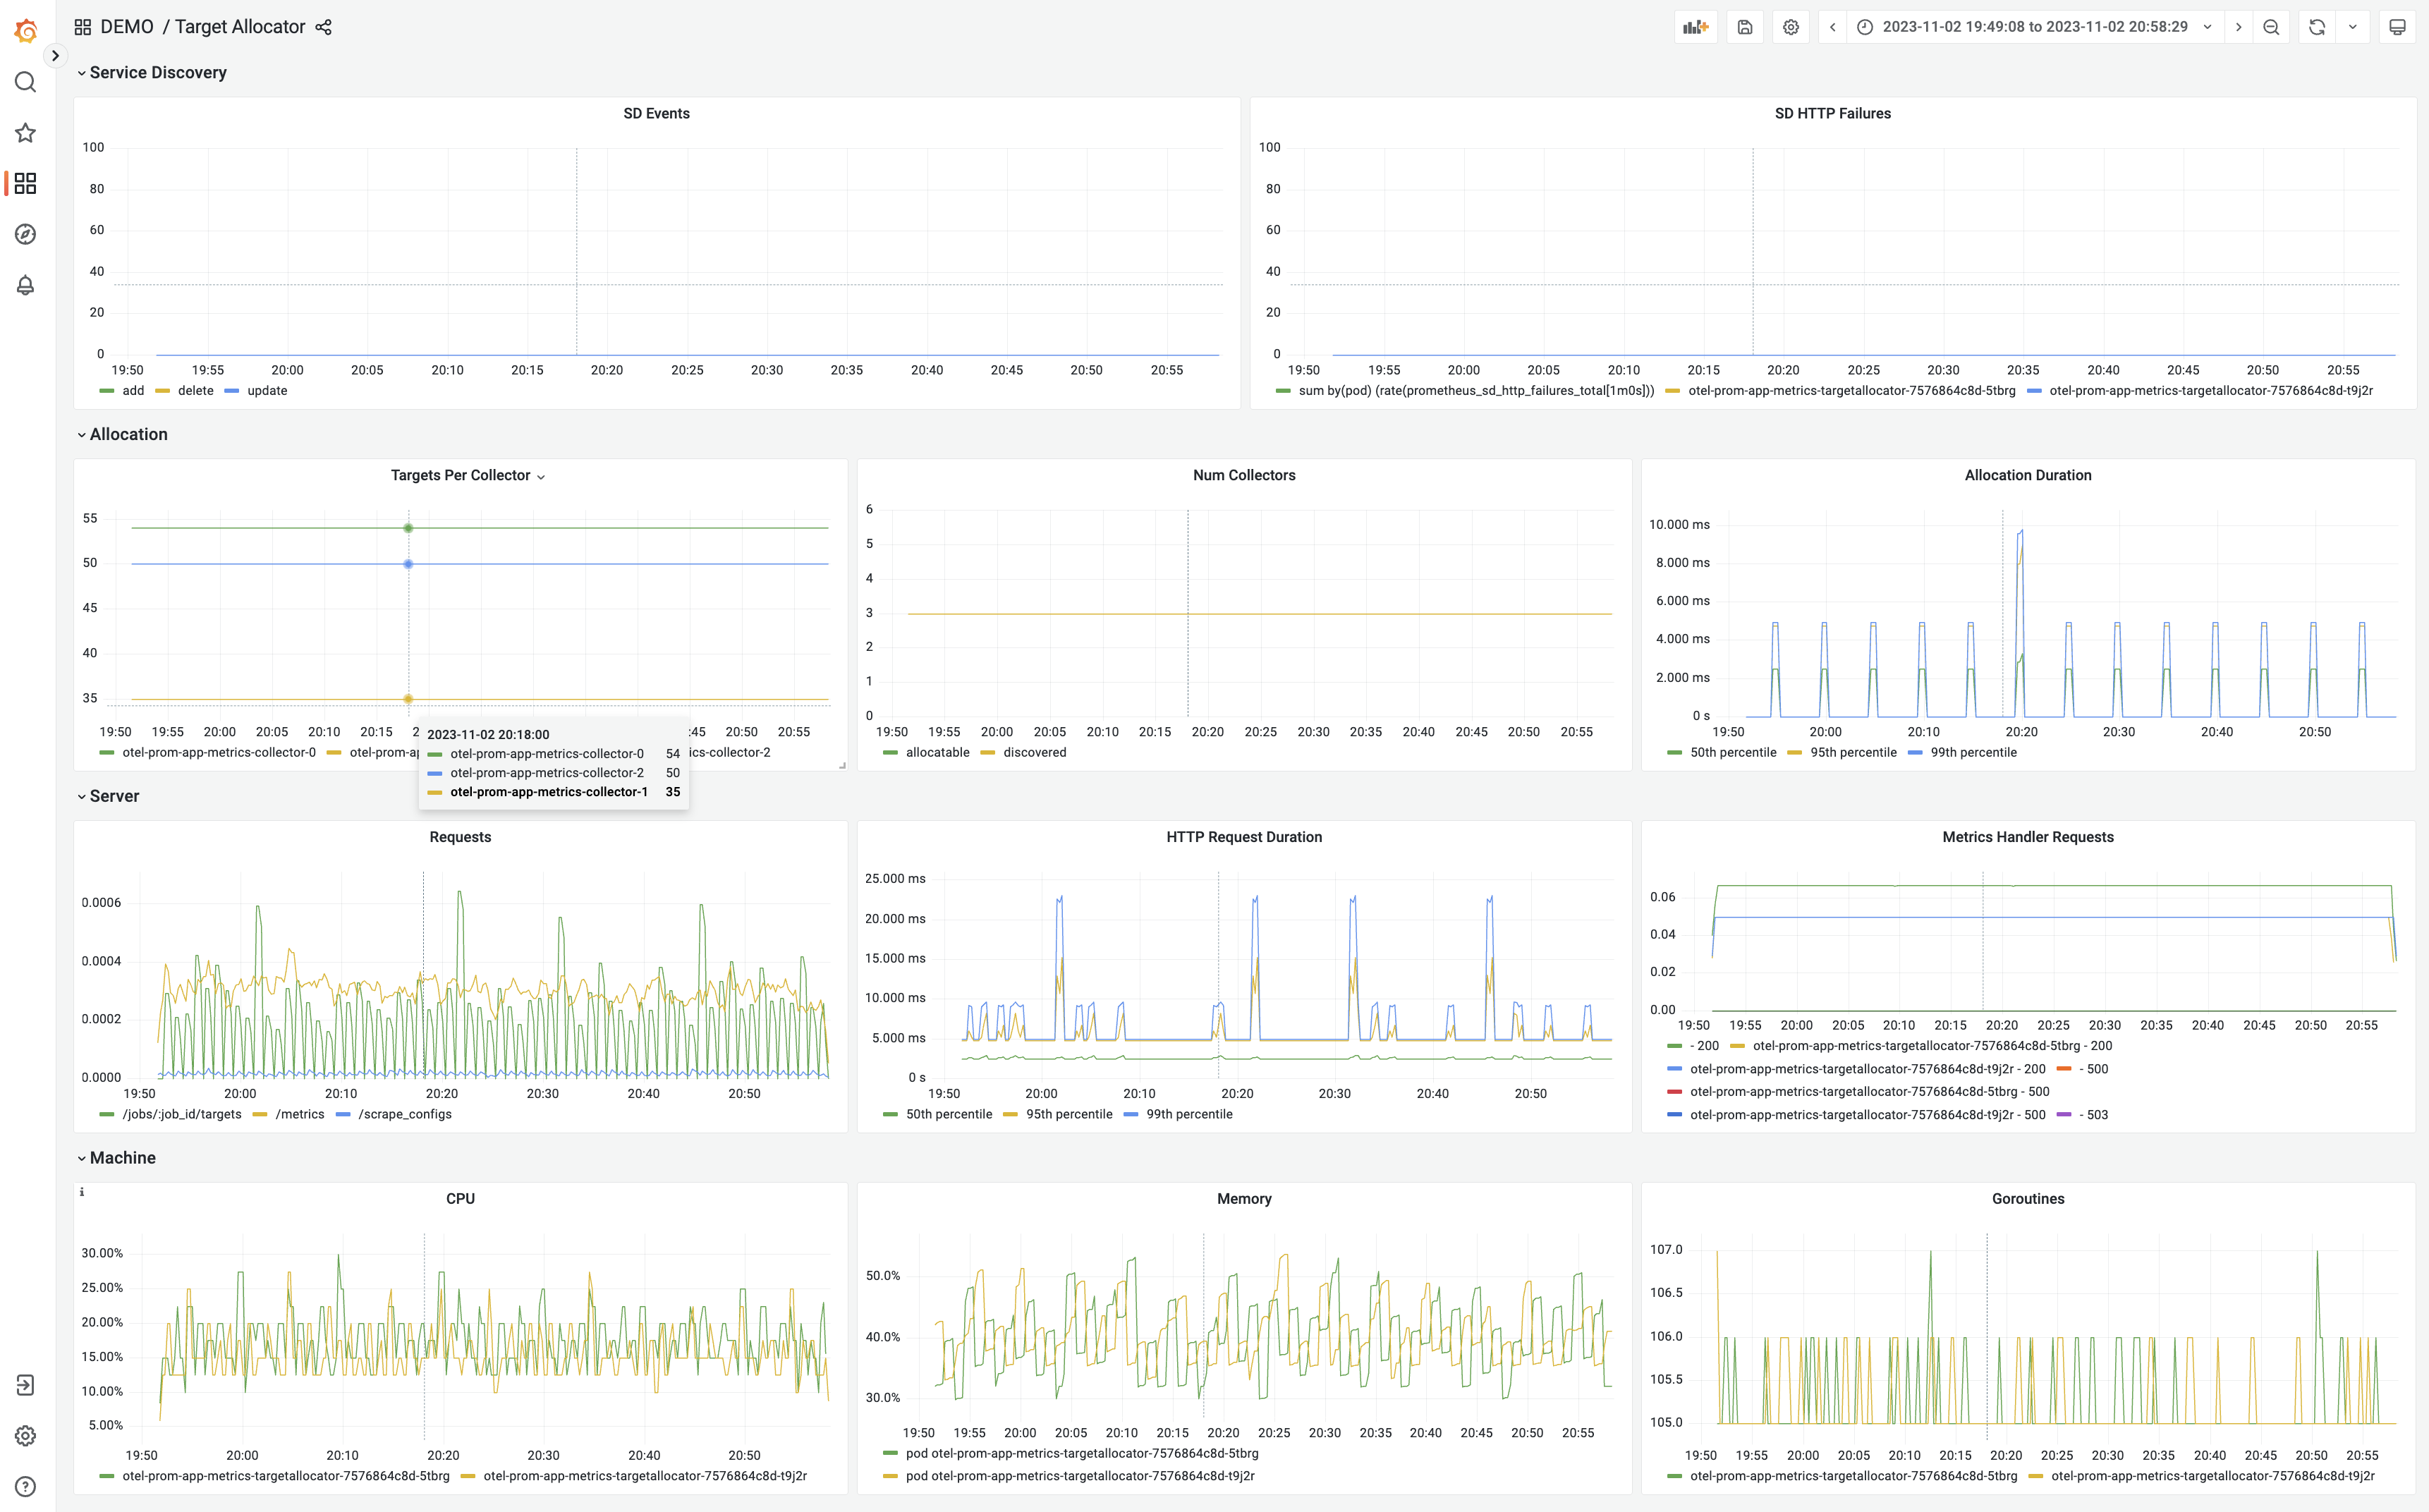 DEMO / Target Allocator
2023-11-02 19:49:08 to 2023-11-02 20:58:29
Service Discovery
SD Events
100
80
60
40
20
0
19:50 19:55 20:00 20:05 20:10 20:15 20:20 20:25 20:30 20:35 20:40 20:45 20:50 20:55
add delete update
SD HTTP Failures
100
80
60
40
20
0
19:50 19:55 20:00 20:05 20:10 20:15 20:20 20:25 20:30 20:35 20:40 20:45 20:50 20:55
sum by(pod) (rate(prometheus_sd_http_failures_total[1m0s])) otel-prom-app-metrics-targetallocator-7576864c8d-5tbrg otel-prom-app-metrics-targetallocator-7576864c8d-t9j2r
Allocation
Targets Per Collector
55
50
45
40
35
19:50 19:55 20:00 20:05 20:10 20:15 2 :45 20:50 20:55
otel-prom-app-metrics-collector-0 otel-prom-ap ics-collector-2
2023-11-02 20:18:00
otel-prom-app-metrics-collector-0 54
otel-prom-app-metrics-collector-2 50
otel-prom-app-metrics-collector-1 35
Num Collectors
6
5
4
3
2
1
0
19:50 19:55 20:00 20:05 20:10 20:15 20:20 20:25 20:30 20:35 20:40 20:45 20:50 20:55
allocatable discovered
Allocation Duration
10.000 ms
8.000 ms
6.000 ms
4.000 ms
2.000 ms
0 s
19:50 20:00 20:10 20:20 20:30 20:40 20:50
50th percentile 95th percentile 99th percentile
Server
Requests
0.0006
0.0004
0.0002
0.0000
19:50 20:00 20:10 20:20 20:30 20:40 20:50
/jobs/:job_id/targets /metrics /scrape_configs
HTTP Request Duration
25.000 ms
20.000 ms
15.000 ms
10.000 ms
5.000 ms
0 s
19:50 20:00 20:10 20:20 20:30 20:40 20:50
50th percentile 95th percentile 99th percentile
Metrics Handler Requests
0.06
0.04
0.02
0.00
19:50 19:55 20:00 20:05 20:10 20:15 20:20 20:25 20:30 20:35 20:40 20:45 20:50 20:55
- 200 otel-prom-app-metrics-targetallocator-7576864c8d-5tbrg - 200
otel-prom-app-metrics-targetallocator-7576864c8d-t9j2r - 200 - 500
otel-prom-app-metrics-targetallocator-7576864c8d-5tbrg - 500
otel-prom-app-metrics-targetallocator-7576864c8d-t9j2r - 500 - 503
Machine
i
CPU
30.00%
25.00%
20.00%
15.00%
10.00%
5.00%
19:50 20:00 20:10 20:20 20:30 20:40 20:50
otel-prom-app-metrics-targetallocator-7576864c8d-5tbrg otel-prom-app-metrics-targetallocator-7576864c8d-t9j2r
Memory
50.0%
40.0%
30.0%
19:50 19:55 20:00 20:05 20:10 20:15 20:20 20:25 20:30 20:35 20:40 20:45 20:50 20:55
pod otel-prom-app-metrics-targetallocator-7576864c8d-5tbrg
pod otel-prom-app-metrics-targetallocator-7576864c8d-t9j2r
Goroutines
107.0
106.5
106.0
105.5
105.0
19:50 19:55 20:00 20:05 20:10 20:15 20:20 20:25 20:30 20:35 20:40 20:45 20:50 20:55
otel-prom-app-metrics-targetallocator-7576864c8d-5tbrg otel-prom-app-metrics-targetallocator-7576864c8d-t9j2r